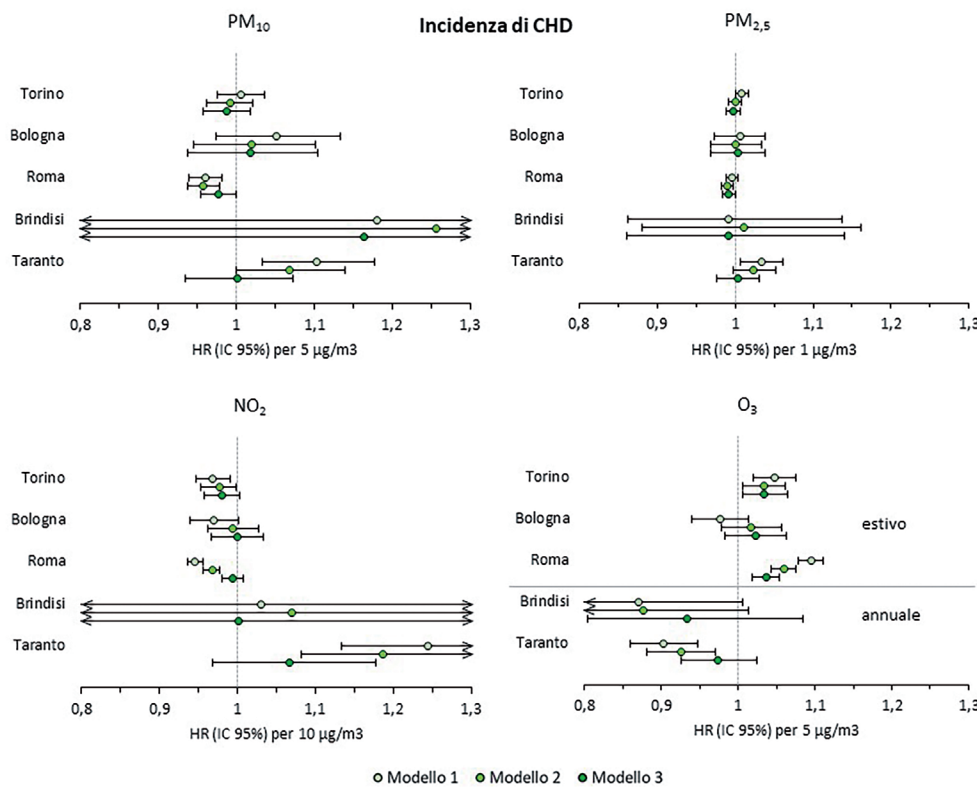 Incidenza di CHD
PM10
Torino
Bologna
Roma
Brindisi
Taranto
0,8 0,9 1 1,1 1,2 1,3
HR (IC 95%) per 5 µg/m3
PM2,5
Torino
Bologna
Roma
Brindisi
Taranto
0,8 0,9 1 1,1 1,2 1,3
HR (IC 95%) per 1 µg/m3
NO2
Torino
Bologna
Roma
Brindisi
Taranto
0,8 0,9 1 1,1 1,2 1,3
HR (IC 95%) per 10 µg/m3
O3
Torino
Bologna
estivo
Roma
Brindisi
annuale
Taranto
0,8 0,9 1 1,1 1,2 1,3
HR (IC 95%) per 5 µg/m3
Modello 1 Modello 2 Modello 3